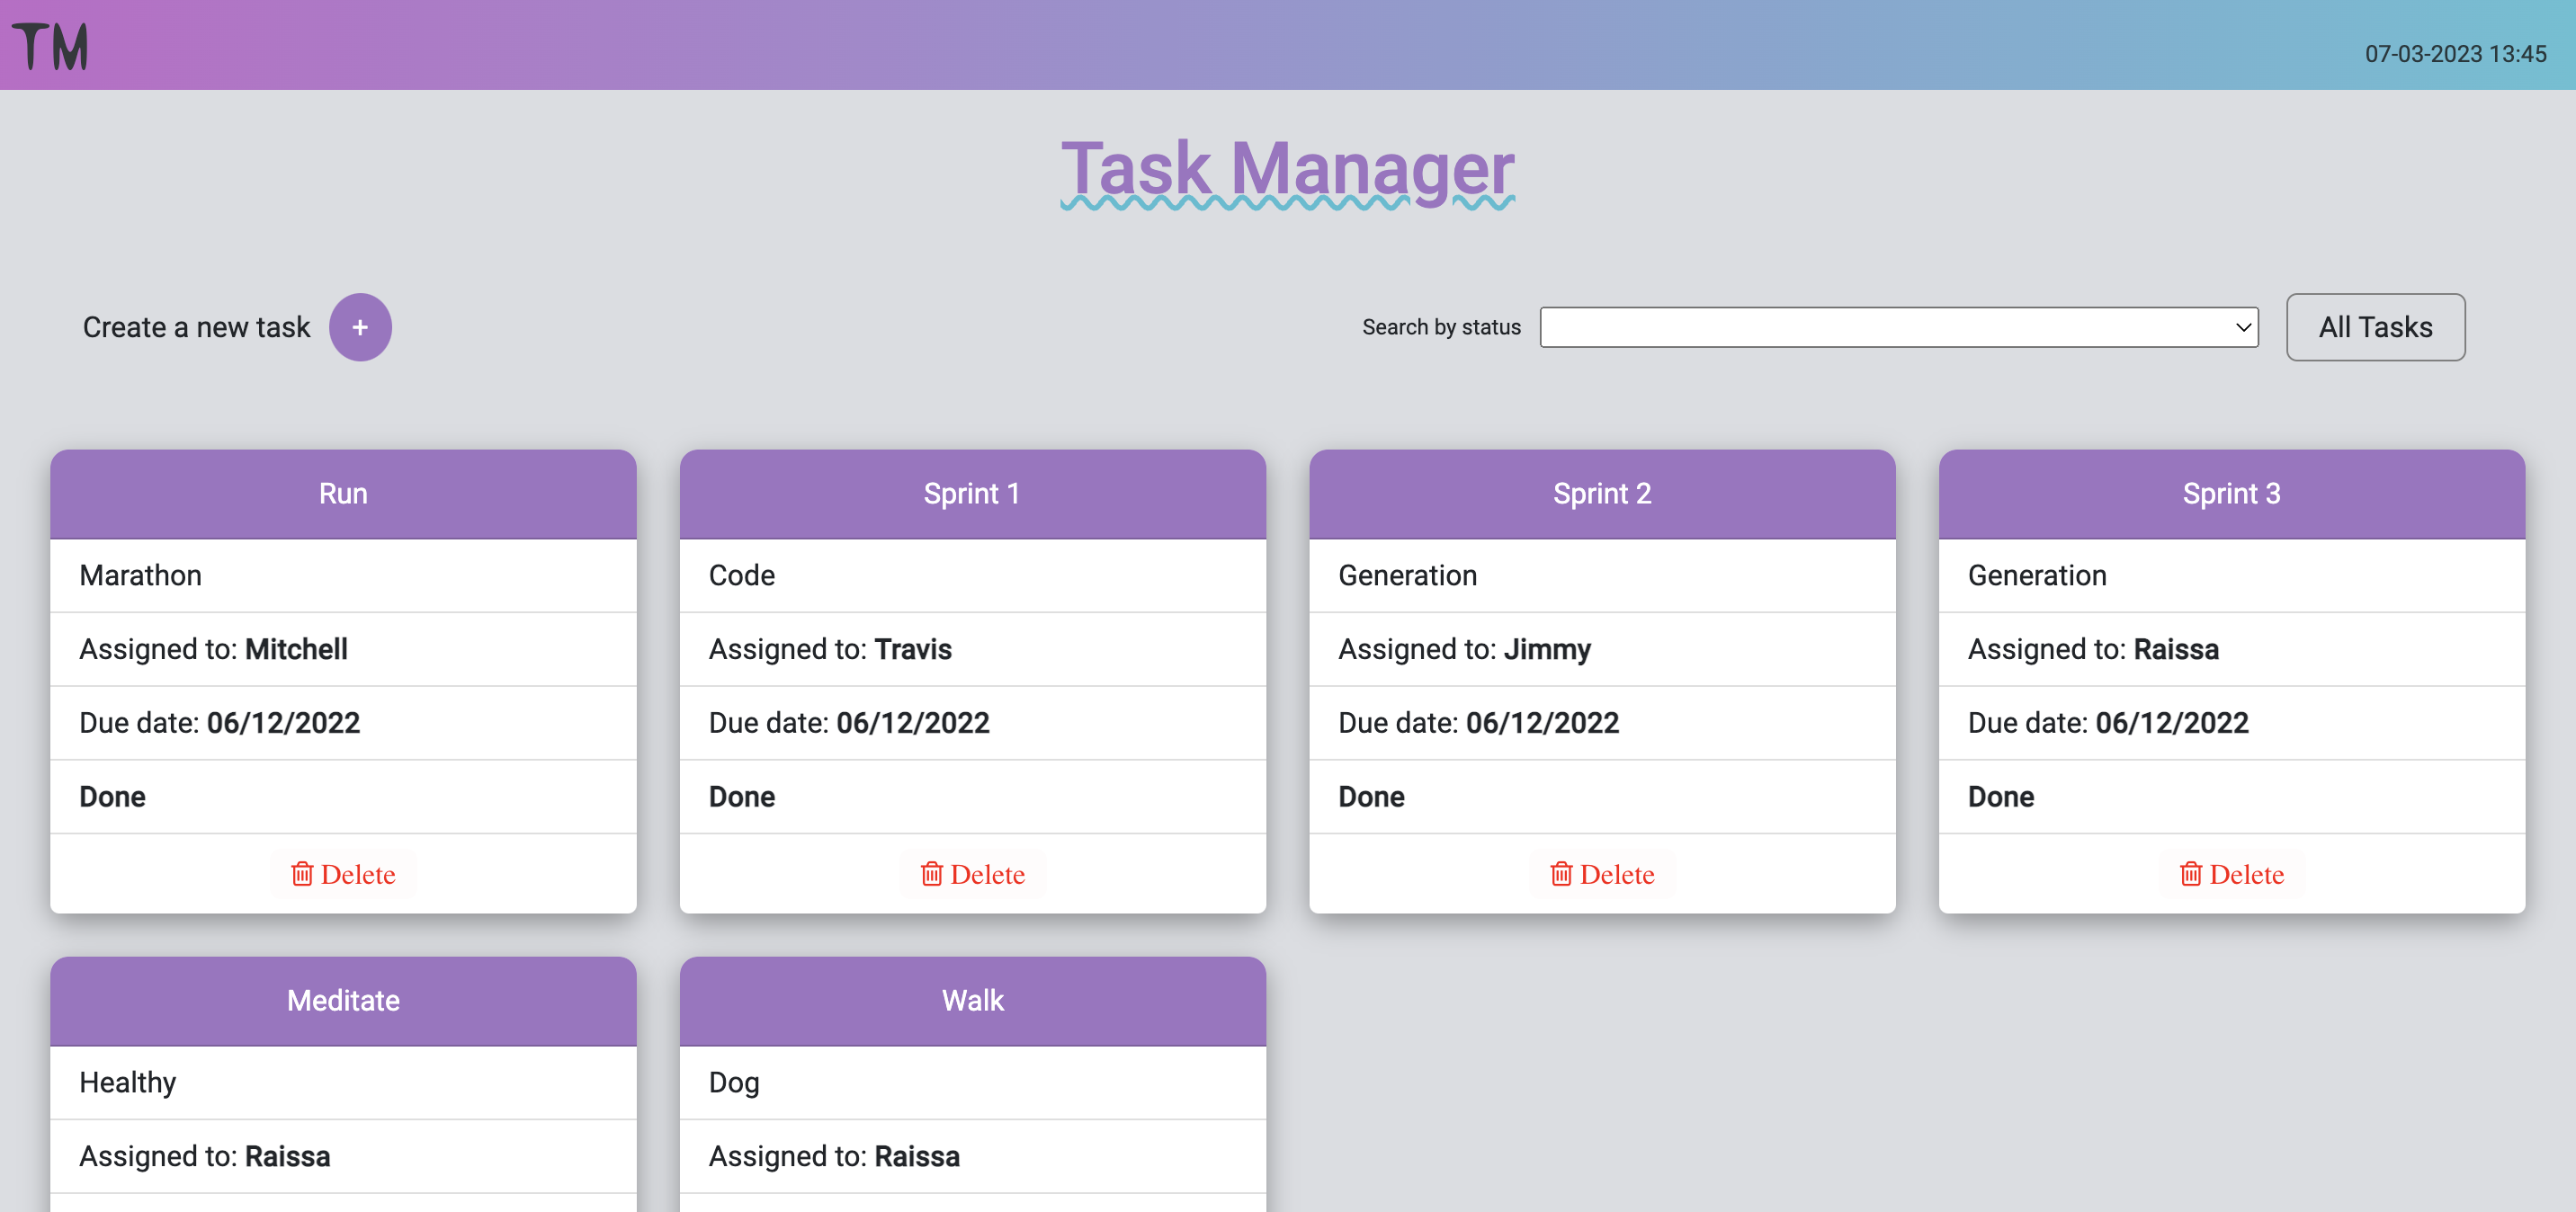 TM
07-03-2023 13:45
Task Manager
Create a new task +
Search by status
All Tasks
Run
Marathon
Assigned to: Mitchell
Due date: 06/12/2022
Done
Delete
Sprint 1
Code
Assigned to: Travis
Due date: 06/12/2022
Done
Delete
Sprint 2
Generation
Assigned to: Jimmy
Due date: 06/12/2022
Done
Delete
Sprint 3
Generation
Assigned to: Raissa
Due date: 06/12/2022
Done
Delete
Meditate
Healthy
Assigned to: Raissa
Walk
Dog
Assigned to: Raissa